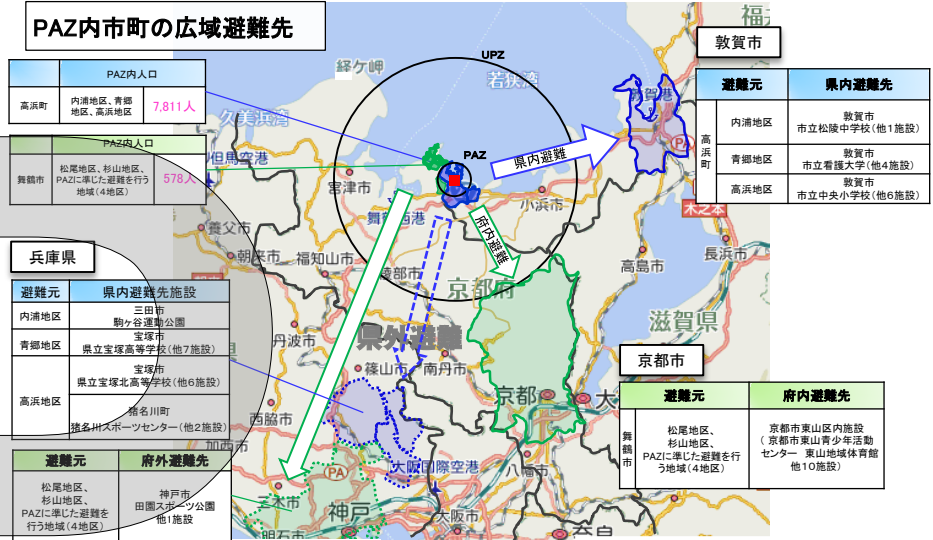 PAZ内市町の広域避難先
PAZ内人口
高浜町
内浦地区、青郷
地区、高浜地区
7,811人
PAZ内人口
舞鶴市
松尾地区、杉山地区、
PAZに準じた避難を行う
地域(4地区)
578人
兵庫県
避難元
県内避難先施設
内浦地区
三田市
駒ヶ谷運動公園
青郷地区
宝塚市
県立宝塚高等学校(他7施設)
高浜地区
宝塚市
県立宝塚北高等学校(他6施設)
猪名川町
猪名川スポーツセンター(他2施設)
避難元
府外避難先
松尾地区、
杉山地区、
PAZに準じた避難を
行う地域(4地区)
神戸市
田園スポーツ公園
他1施設
敦賀市
避難元
県内避難先
高浜町
内浦地区
敦賀市
市立松陵中学校(他1施設)
青郷地区
敦賀市
市立看護大学(他4施設)
高浜地区
敦賀市
市立中央小学校(他6施設)
京都市
避難元
府内避難先
舞鶴市
松尾地区、
杉山地区、
PAZに準じた避難を行
う地域(4地区)
京都市東山区内施設
(京都市東山青少年活動
センター 東山地域体育館
他10施設)
UPZ
PAZ
県内避難
府内避難
県外避難
経ケ岬
若狭湾
久美浜湾
但馬空港
宮津市
舞鶴西港
小浜市
敦賀港
PA
木之本
養父市
朝来市
福知山市
綾部市
京都府
高島市
長浜市
滋賀県
丹波市
篠山市
南丹市
京都
西脇市
加西市
大阪国際空港
八幡市
PA
三木市
神戸
大阪市
明石市
奈良